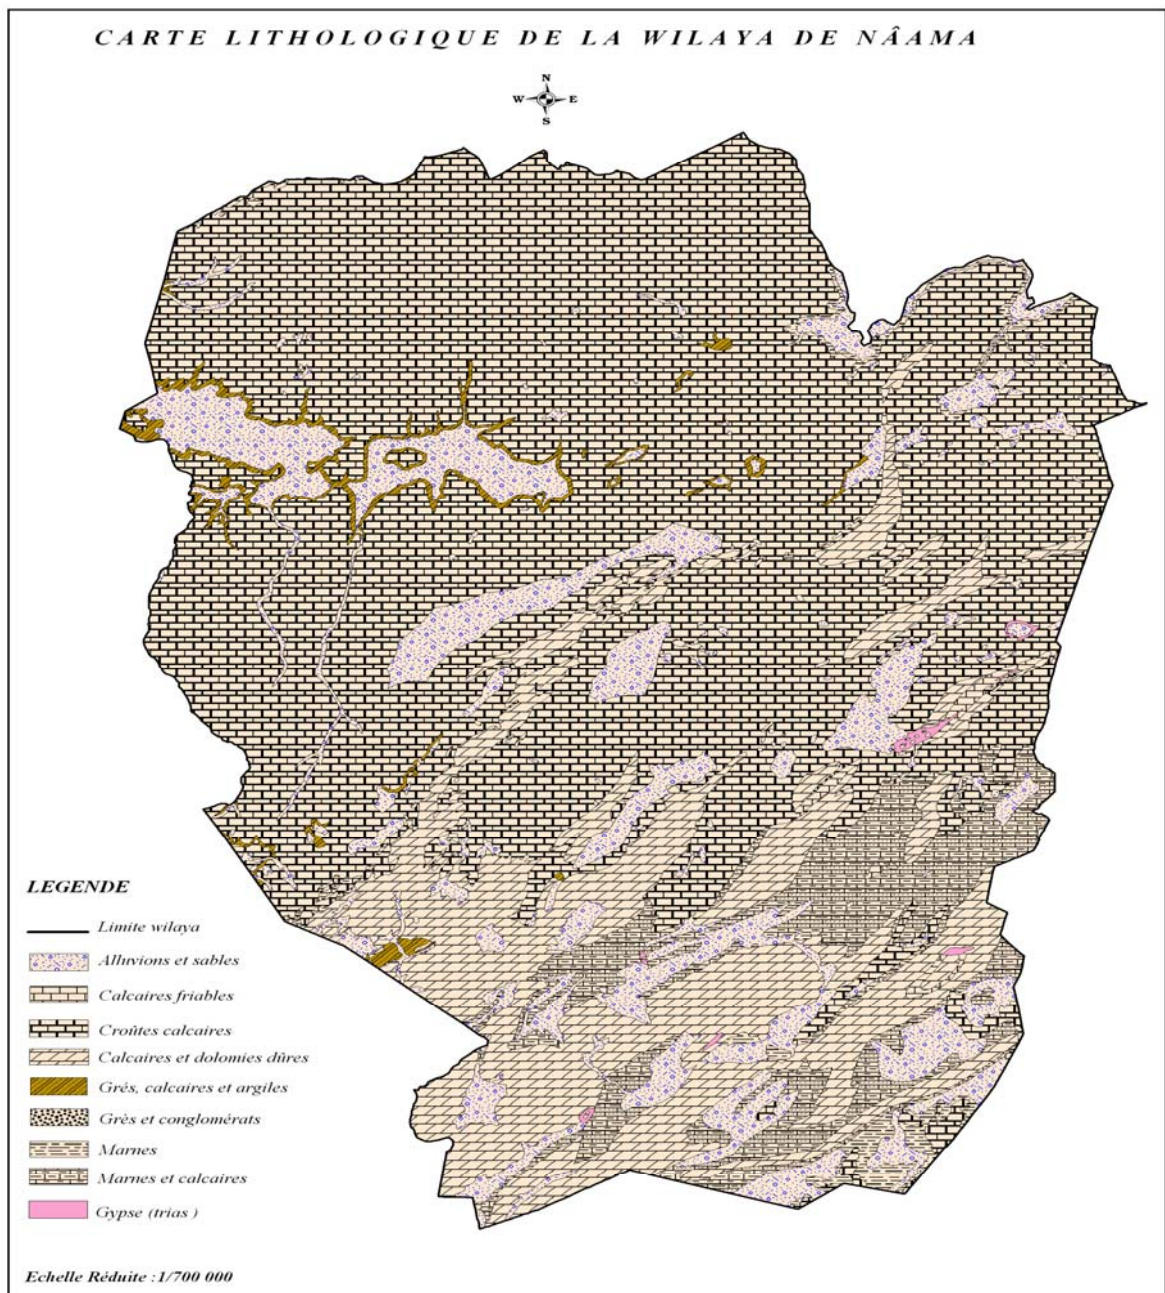 CARTE LITHOLOGIQUE DE LA WILAYA DE NÂAMA
N
W E
S
LEGENDE
Limite wilaya
Alluvions et sables
Calcaires friables
Croûtes calcaires
Calcaires et dolomies dûres
Grés, calcaires et argiles
Grès et conglomérats
Marnes
Marnes et calcaires
Gypse (trias )
Echelle Réduite :1/700 000